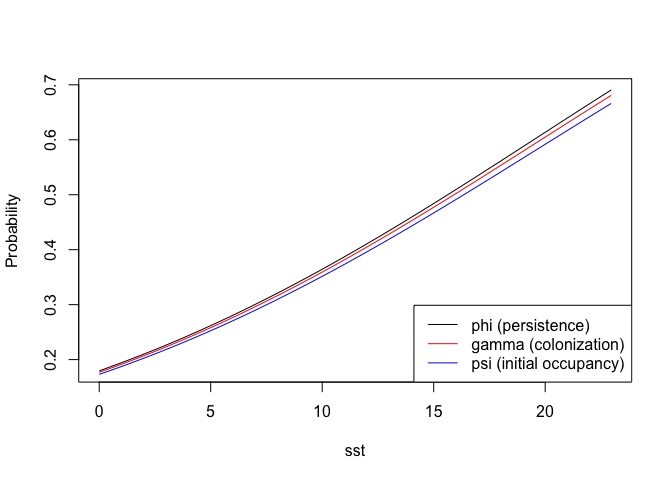 0.7
0.6
0.5
0.4
0.3
0.2
Probability
phi (persistence)
gamma (colonization)
psi (initial occupancy)
0 5 10 15 20
sst